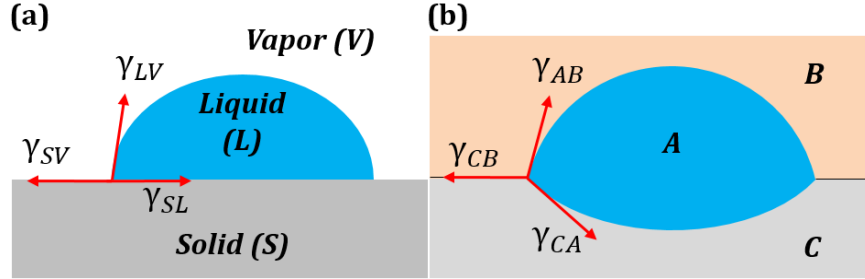 (a)
Vapor (V)
γLV
Liquid
(L)
γSV
γSL
Solid (S)
(b)
B
γAB
A
γCB
γCA
C